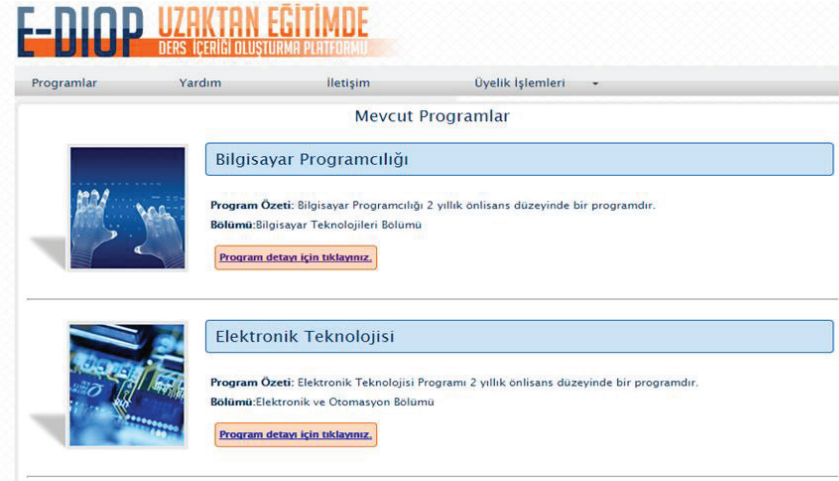 E-DIOP UZAKTAN EĞİTİMDE
DERS İÇERİĞİ OLUŞTURMA PLATFORMU
Programlar Yardım İletişim Üyelik İşlemleri
Mevcut Programlar
Bilgisayar Programcılığı
Program Özeti: Bilgisayar Programcılığı 2 yıllık önlisans düzeyinde bir programdır.
Bölümü:Bilgisayar Teknolojileri Bölümü
Program detayı için tıklayınız.
Elektronik Teknolojisi
Program Özeti: Elektronik Teknolojisi Programı 2 yıllık önlisans düzeyinde bir programdır.
Bölümü:Elektronik ve Otomasyon Bölümü
Program detayı için tıklayınız.